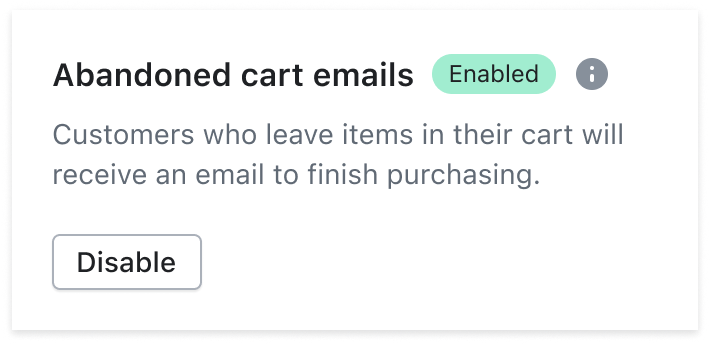 Abandoned cart emails Enabled
Customers who leave items in their cart will
receive an email to finish purchasing.
Disable